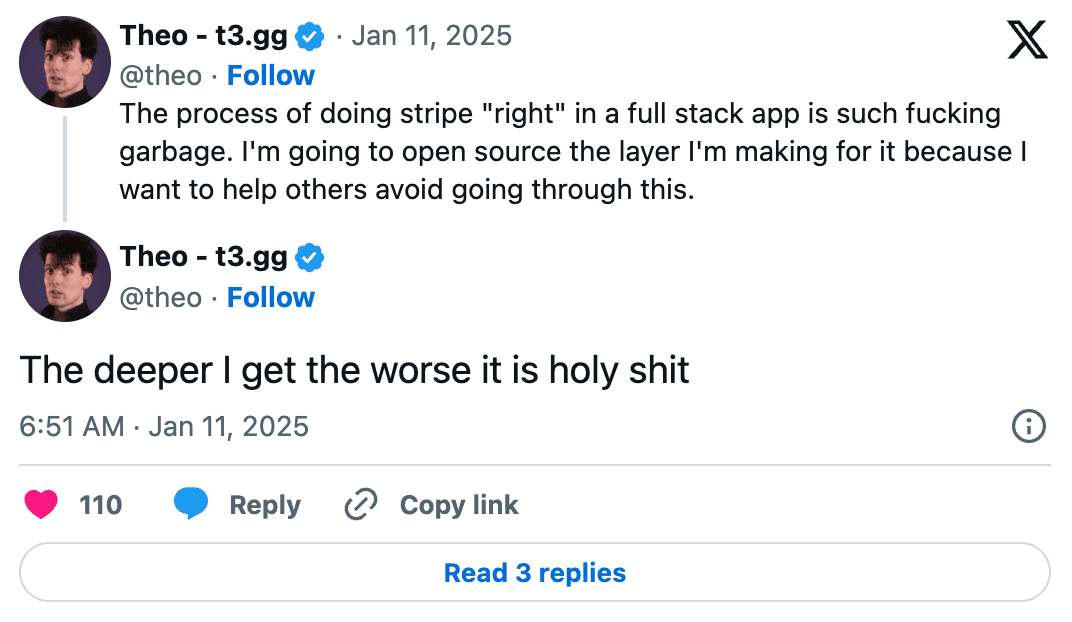 Theo - t3.gg · Jan 11, 2025
@theo · Follow
The process of doing stripe "right" in a full stack app is such fucking
garbage. I'm going to open source the layer I'm making for it because I
want to help others avoid going through this.
Theo - t3.gg
@theo · Follow
The deeper I get the worse it is holy shit
6:51 AM · Jan 11, 2025
110 Reply Copy link
Read 3 replies